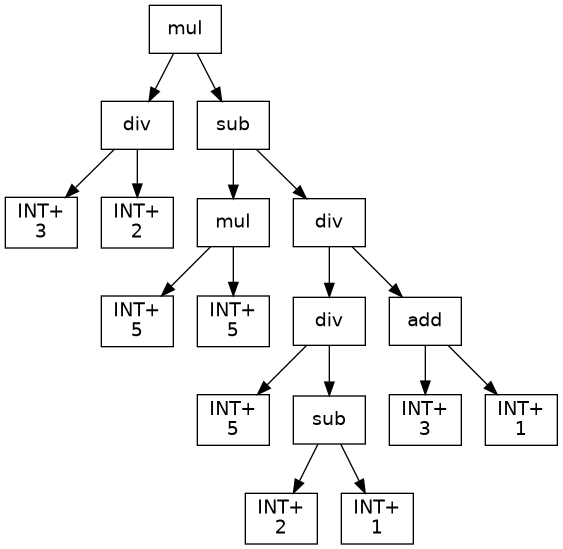 mul
div
sub
INT+
3
INT+
2
mul
div
INT+
5
INT+
5
div
add
INT+
5
sub
INT+
3
INT+
1
INT+
2
INT+
1